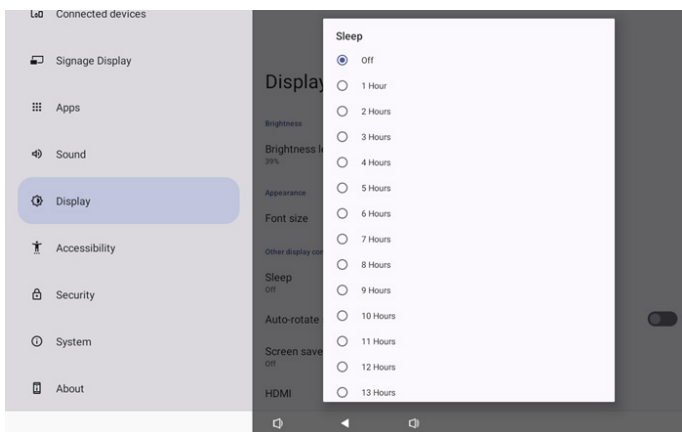 Connected devices
Signage Display
Apps
Sound
Display
Accessibility
Security
System
About
Display
Brightness
Brightness l
39%
Appearance
Font size
Other display con
Sleep
Off
Auto-rotate
Screen save
Off
HDMI
Sleep
Off
1 Hour
2 Hours
3 Hours
4 Hours
5 Hours
6 Hours
7 Hours
8 Hours
9 Hours
10 Hours
11 Hours
12 Hours
13 Hours